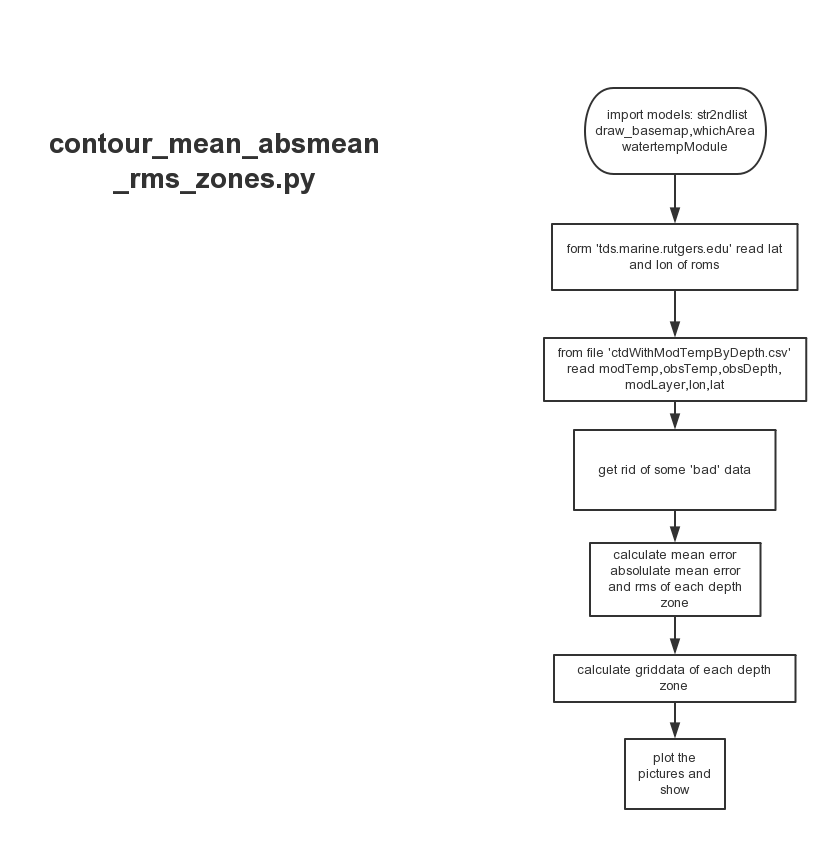 contour_mean_absmean
_rms_zones.py
import models: str2ndlist
draw_basemap,whichArea
watertempModule
form 'tds.marine.rutgers.edu' read lat
and lon of roms
from file 'ctdWithModTempByDepth.csv'
read modTemp,obsTemp,obsDepth,
modLayer,lon,lat
get rid of some 'bad' data
calculate mean error
absolulate mean error
and rms of each depth
zone
calculate griddata of each depth
zone
plot the
pictures and
show